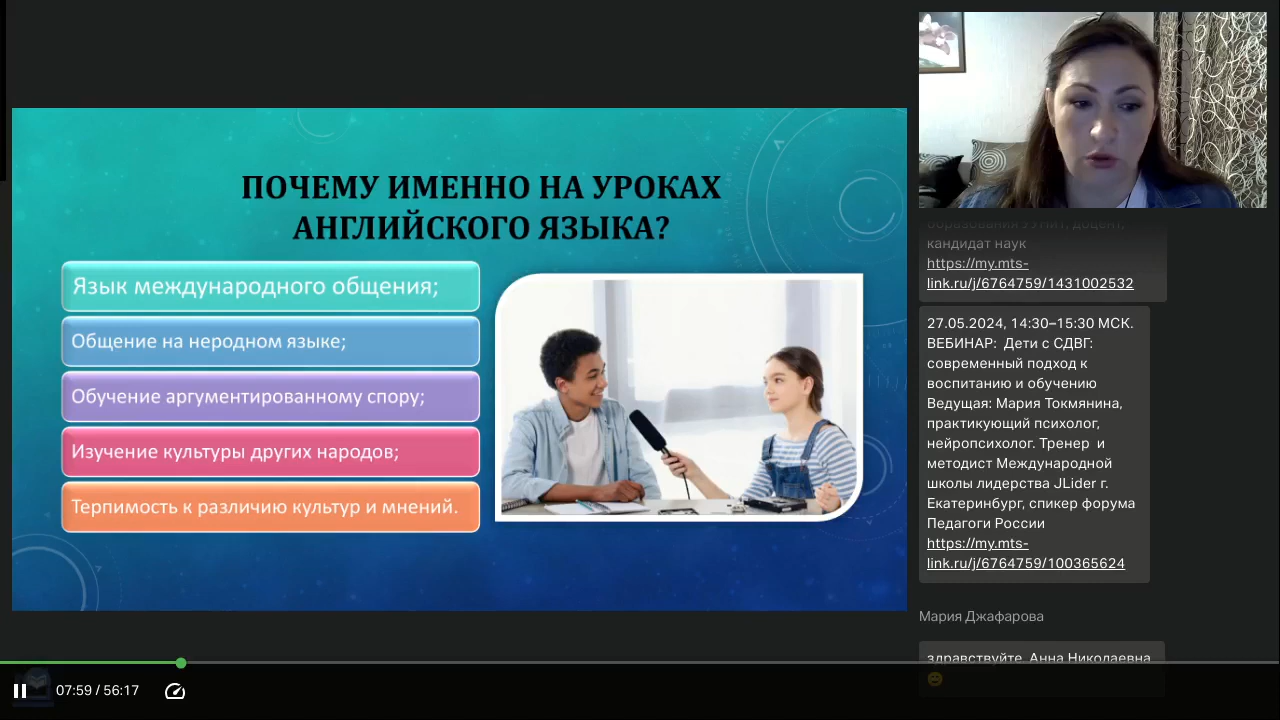 ПОЧЕМУ ИМЕННО НА УРОКАХ
АНГЛИЙСКОГО ЯЗЫКА?
Язык международного общения;
Общение на неродном языке;
Обучение аргументированному спору;
Изучение культуры других народов;
Терпимость к различию культур и мнений.
образования УУНиТ, доцент,
кандидат наук
https://my.mts-
link.ru/j/6764759/1431002532
27.05.2024, 14:30–15:30 МСК.
ВЕБИНАР: Дети с СДВГ:
современный подход к
воспитанию и обучению
Ведущая: Мария Токмянина,
практикующий психолог,
нейропсихолог. Тренер и
методист Международной
школы лидерства JLider г.
Екатеринбург, спикер форума
Педагоги России
https://my.mts-
link.ru/j/6764759/100365624
Мария Джафарова
здравствуйте, Анна Николаевна
07:59 / 56:17